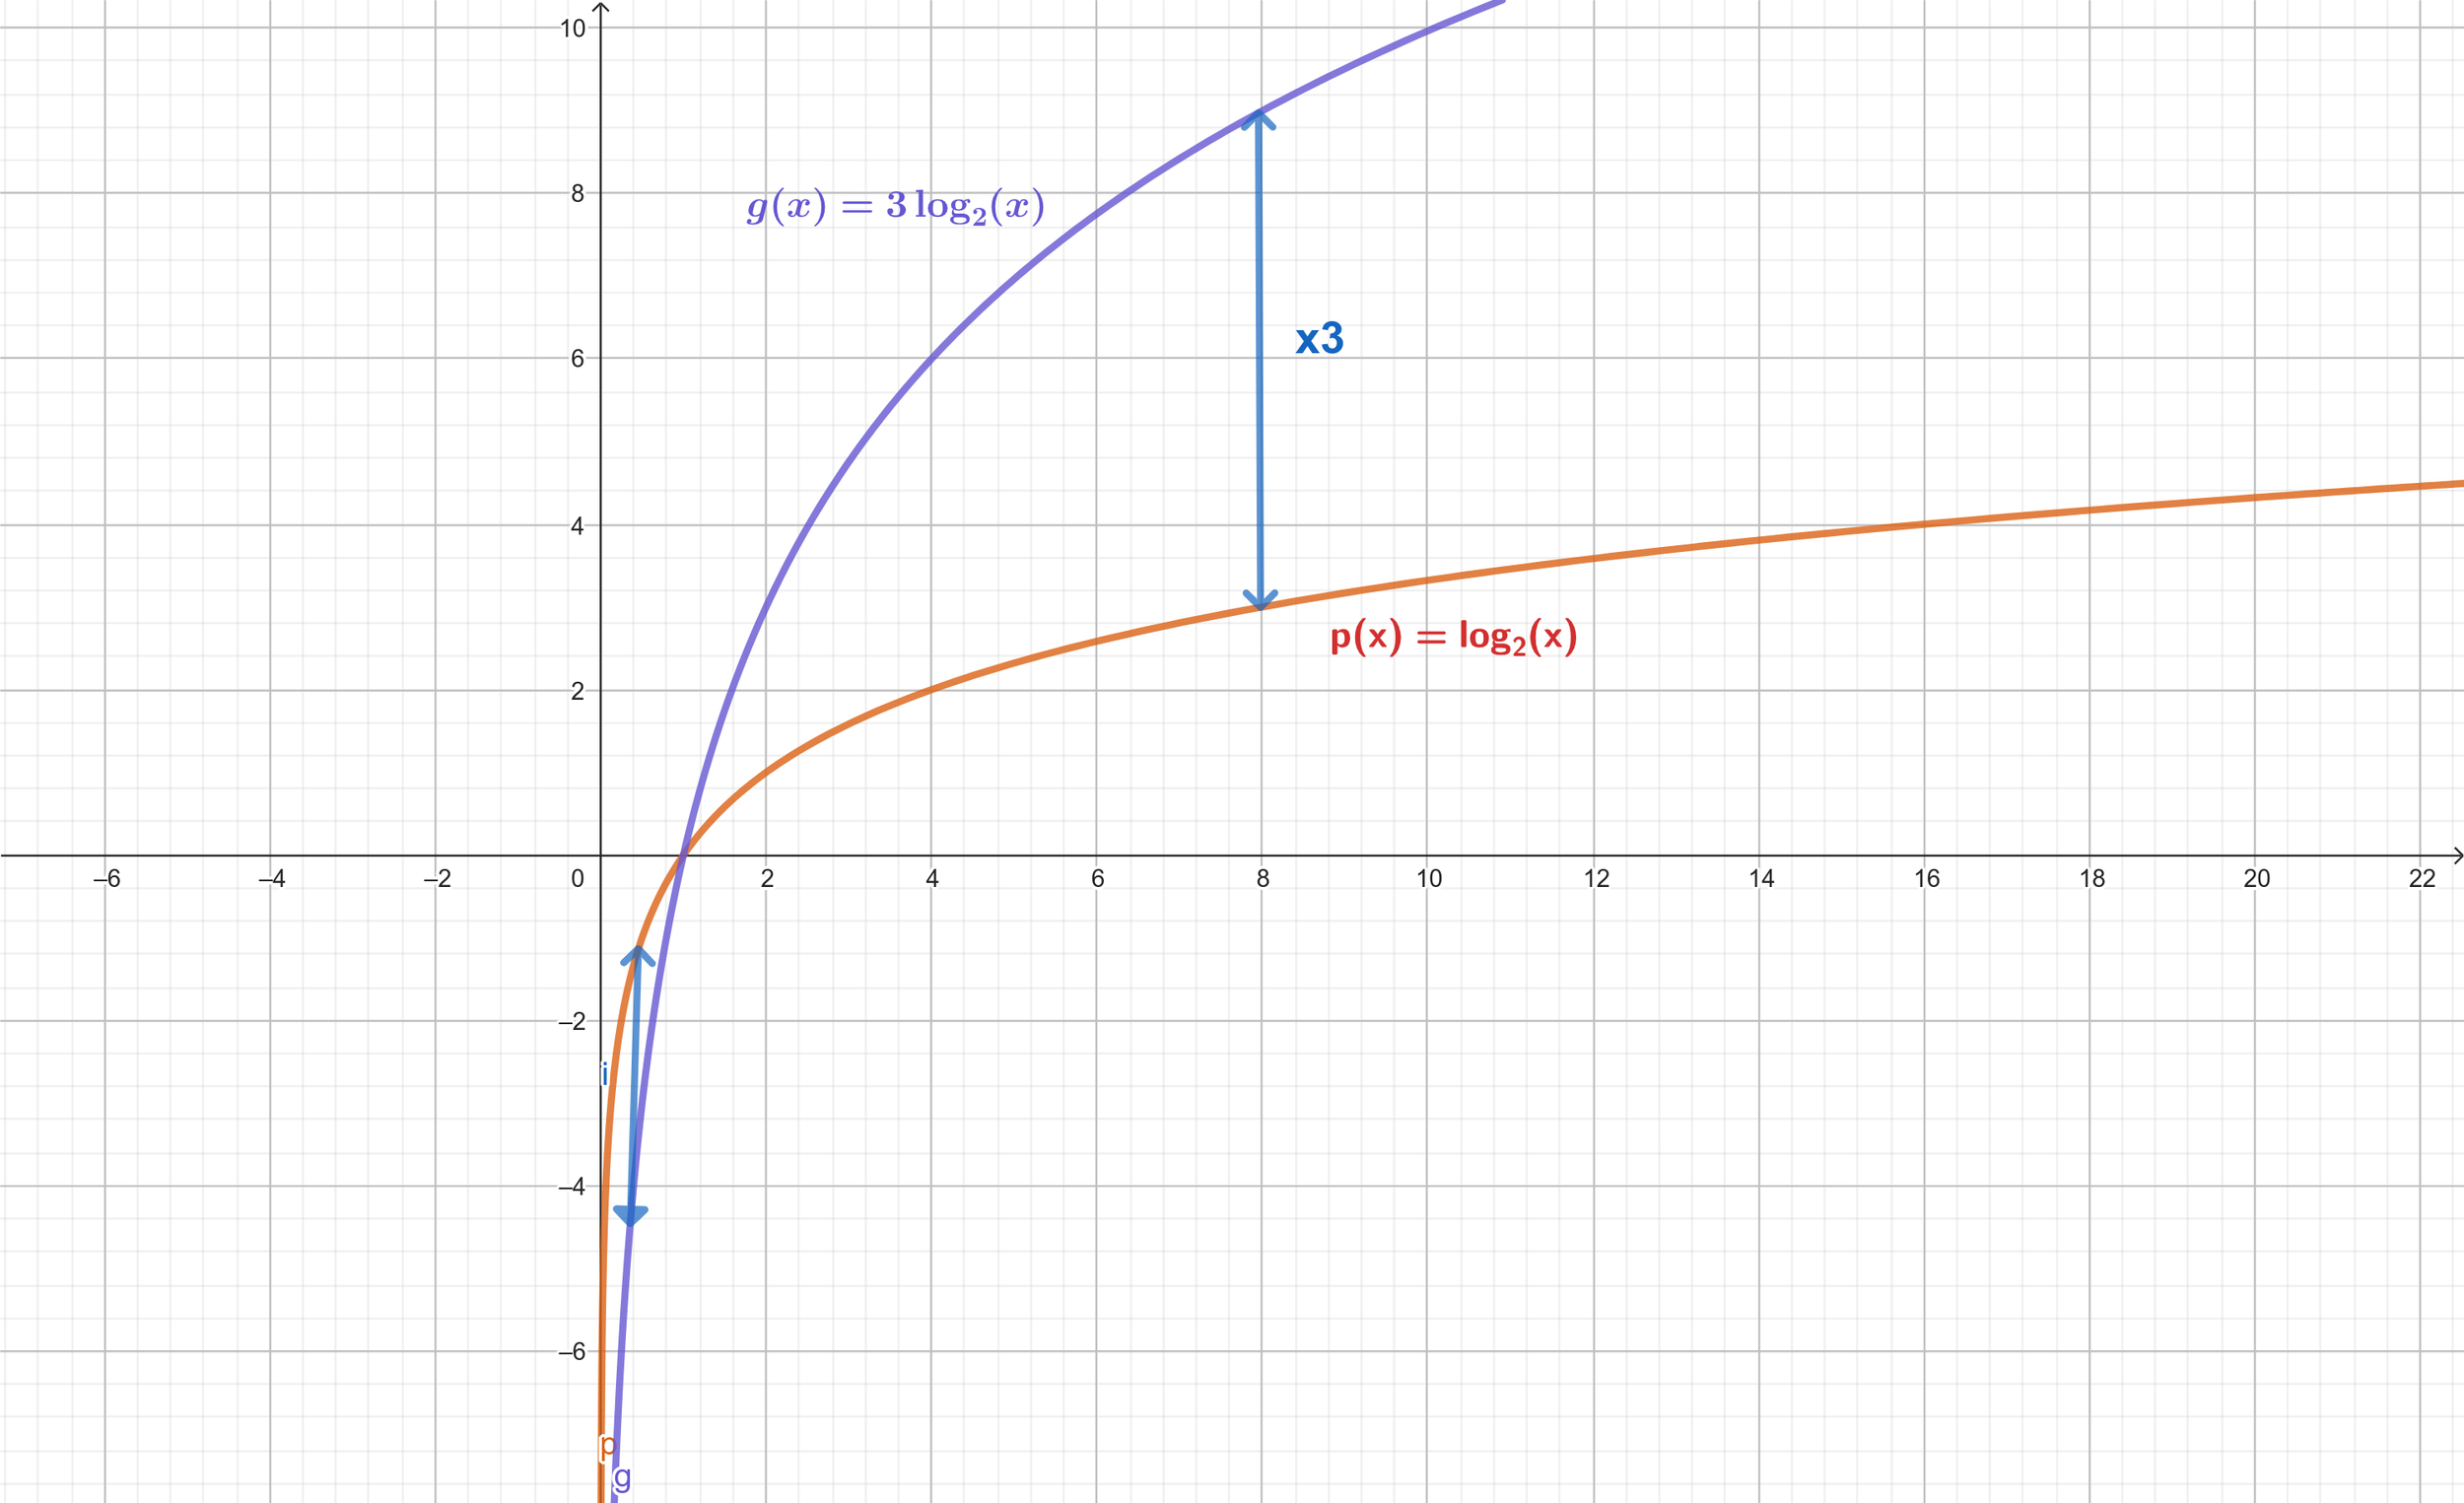 10
8
g(x) = 3 log₂(x)
x3
6
4
p(x) = log₂(x)
2
–6 –4 –2 0 2 4 6 8 10 12 14 16 18 20 22
–2
i
–4
–6
p
g